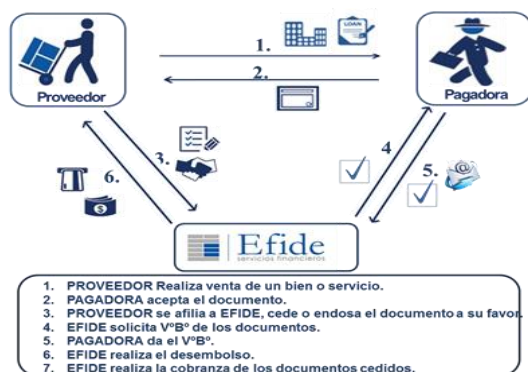 1.
LOAN
2.
Proveedor
Pagadora
3.
4
5.
6.
Efide
servicios financieros
1. PROVEEDOR Realiza venta de un bien o servicio.
2. PAGADORA acepta el documento.
3. PROVEEDOR se afilia a EFIDE, cede o endosa el documento a su favor.
4. EFIDE solicita VºBº de los documentos.
5. PAGADORA da el VºBº.
6. EFIDE realiza el desembolso.
7. EFIDE realiza la cobranza de los documentos cedidos.